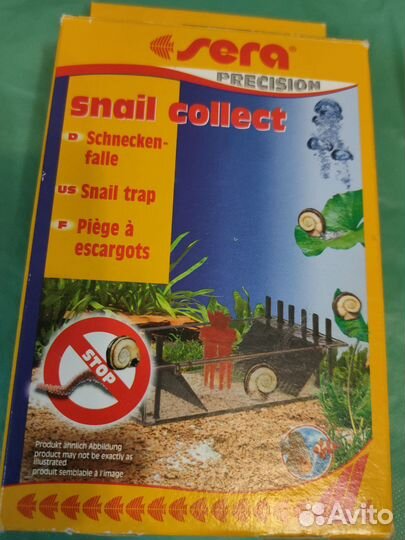 sera®
PRECISION
snail collect
D Schnecken-
falle
US Snail trap
F Piège à
escargots
STOP
Produkt ähnlich Abbildung
product may not be exactly as
illustrated
produit semblable à l'image
Avito